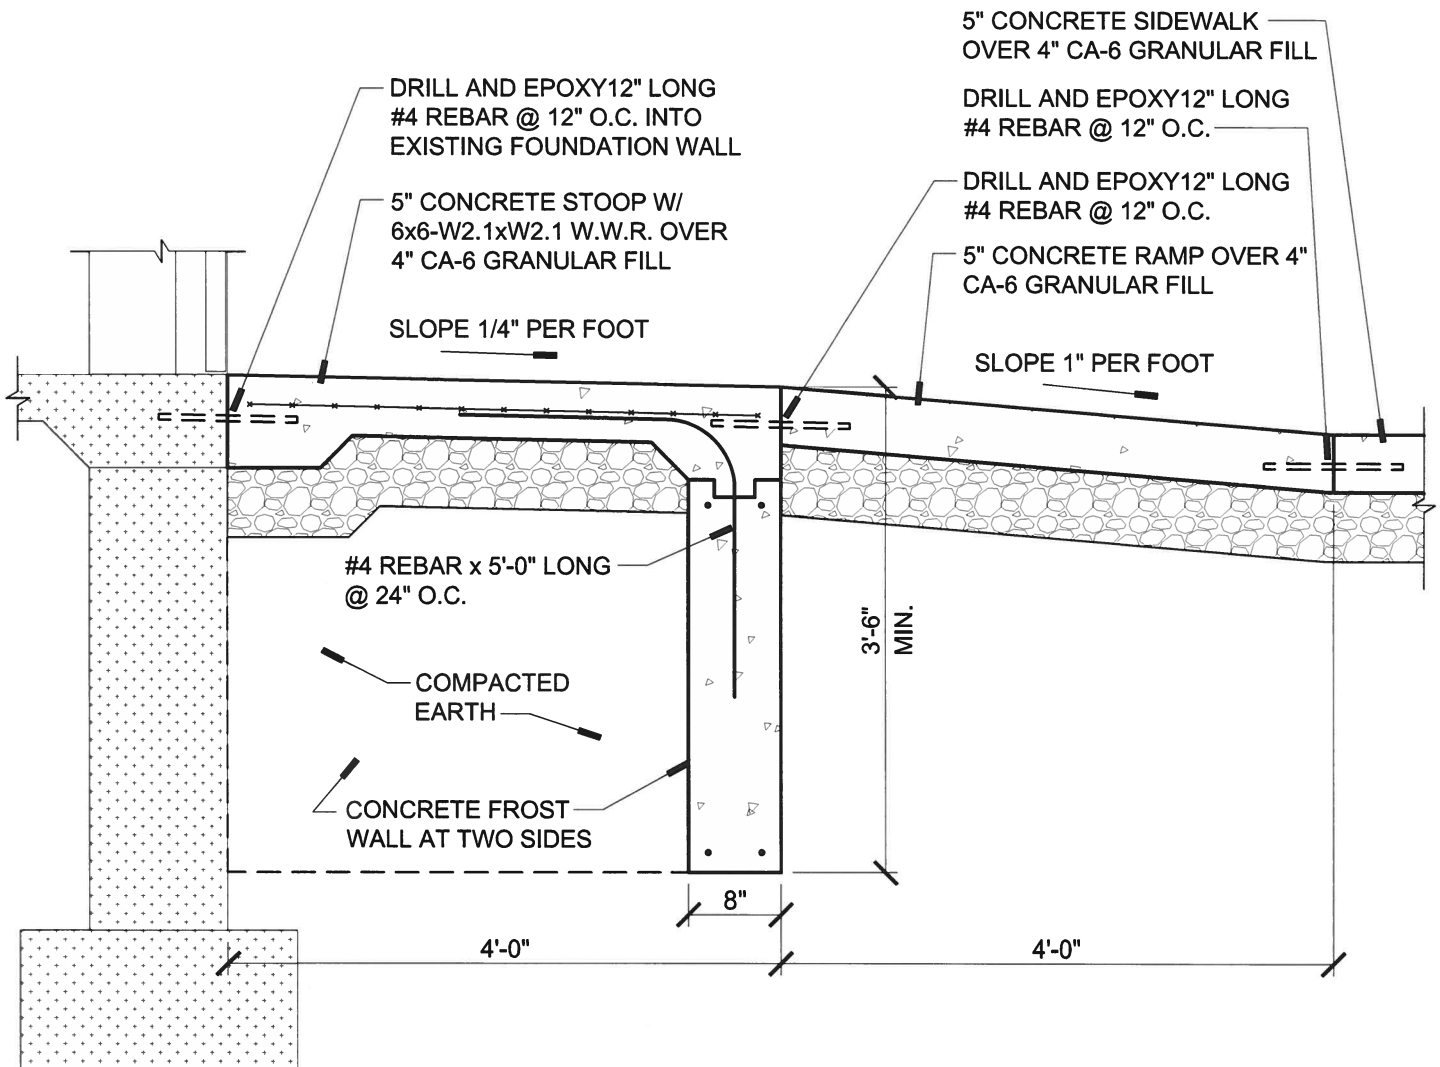 5" CONCRETE SIDEWALK
OVER 4" CA-6 GRANULAR FILL
DRILL AND EPOXY12" LONG
#4 REBAR @ 12" O.C. INTO
EXISTING FOUNDATION WALL
DRILL AND EPOXY12" LONG
#4 REBAR @ 12" O.C.
5" CONCRETE STOOP W/
6x6-W2.1xW2.1 W.W.R. OVER
4" CA-6 GRANULAR FILL
DRILL AND EPOXY12" LONG
#4 REBAR @ 12" O.C.
5" CONCRETE RAMP OVER 4"
CA-6 GRANULAR FILL
SLOPE 1/4" PER FOOT
SLOPE 1" PER FOOT
#4 REBAR x 5'-0" LONG
@ 24" O.C.
3'-6"
MIN.
COMPACTED
EARTH
CONCRETE FROST
WALL AT TWO SIDES
8"
4'-0"
4'-0"